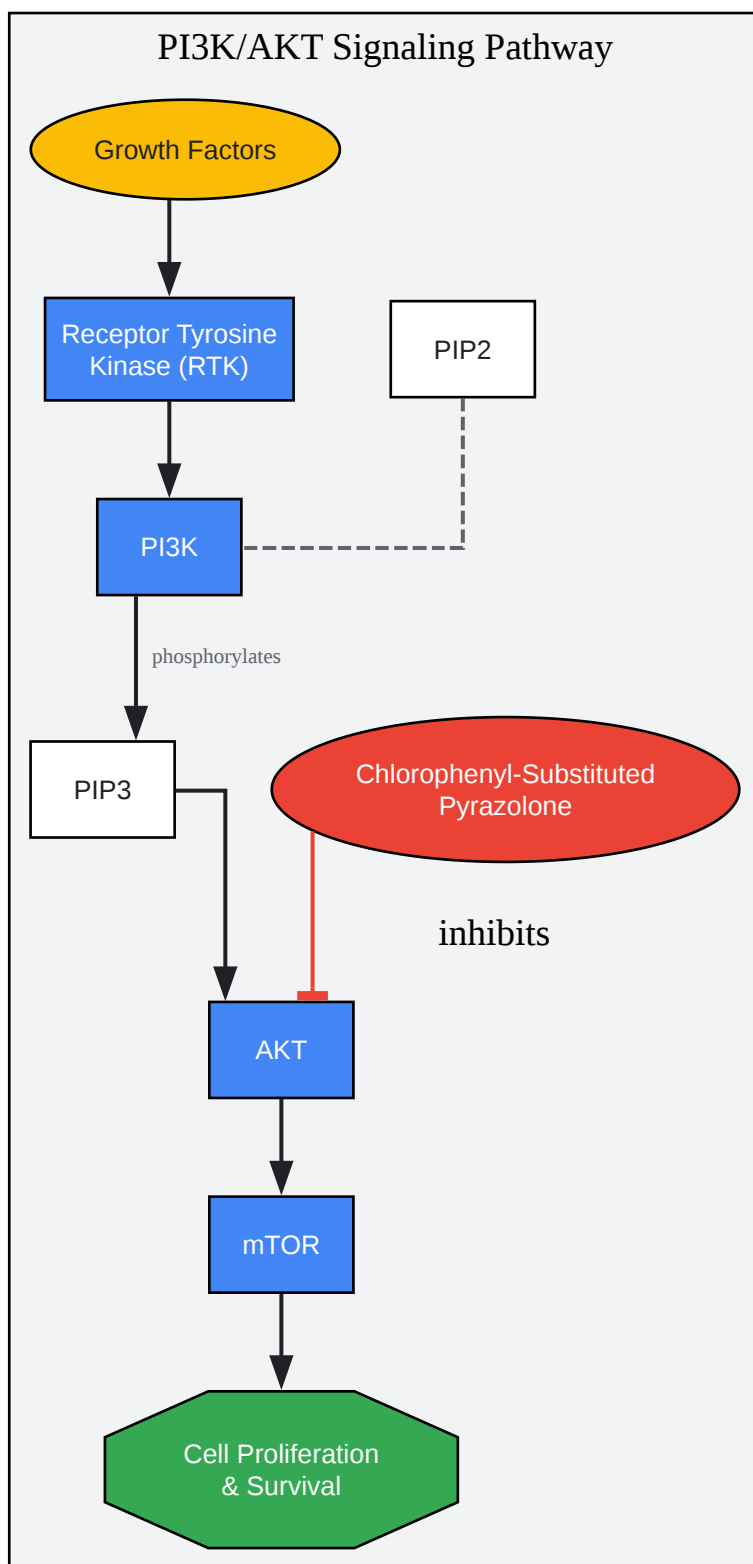 PI3K/AKT Signaling Pathway
Growth Factors
Receptor Tyrosine
Kinase (RTK)
PIP2
PI3K
phosphorylates
PIP3
Chlorophenyl-Substituted
Pyrazolone
inhibits
AKT
mTOR
Cell Proliferation
& Survival